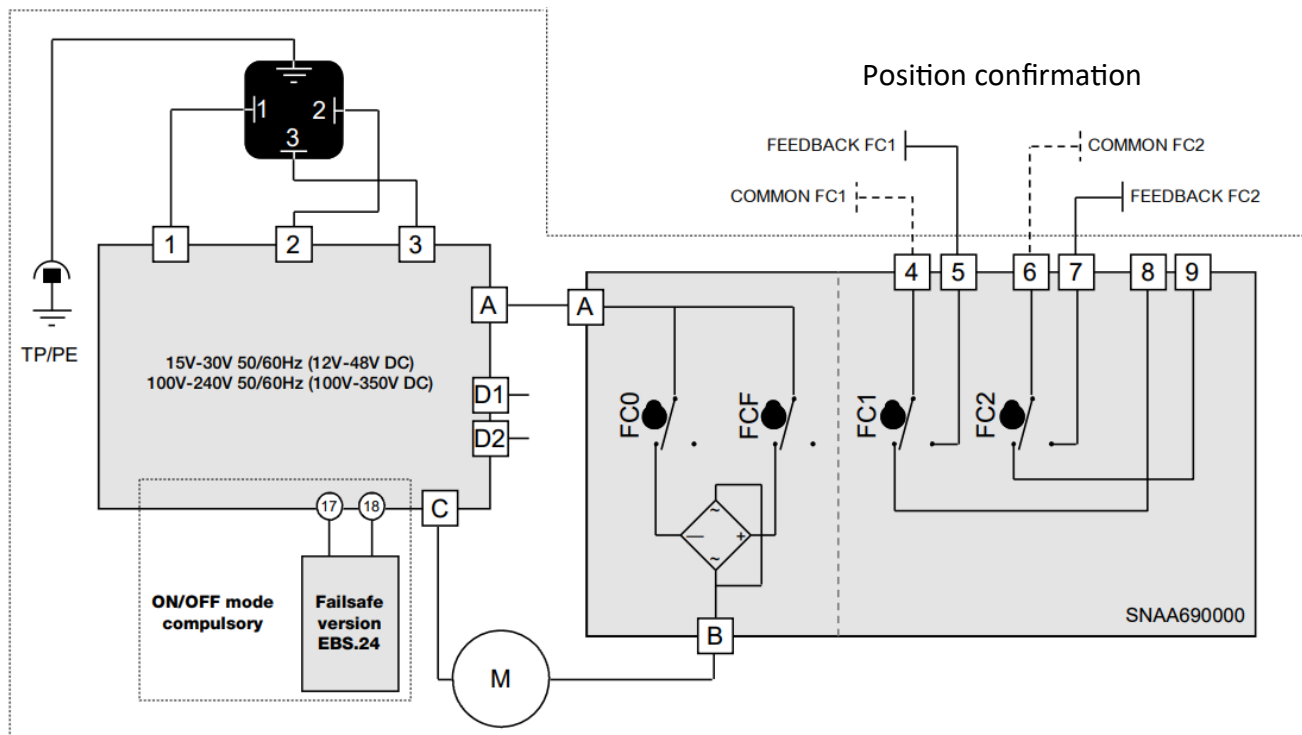 Position confirmation
1
2
3
FEEDBACK FC1
COMMON FC2
COMMON FC1
FEEDBACK FC2
1
2
3
4
5
6
7
8
9
A
A
TP/PE
15V-30V 50/60Hz (12V-48V DC)
100V-240V 50/60Hz (100V-350V DC)
D1
D2
FC0
FCF
FC1
FC2
17
18
C
~
—
+
~
ON/OFF mode
compulsory
Failsafe
version
EBS.24
SNAA690000
B
M